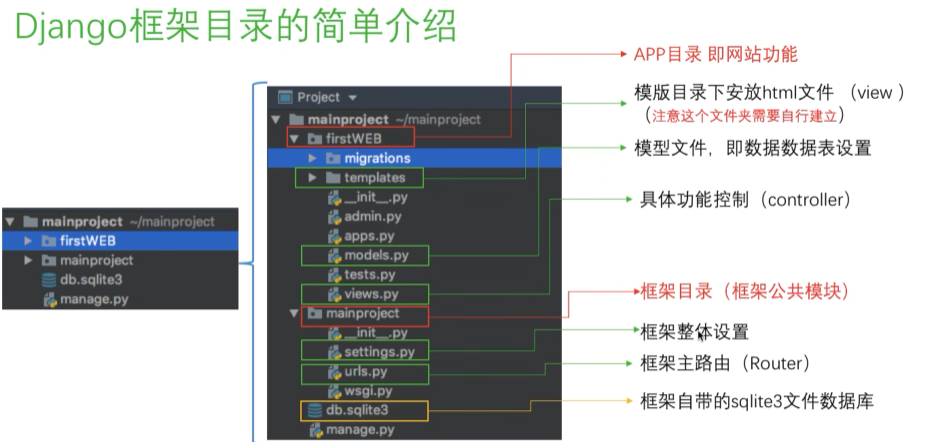 Django框架目录的简单介绍
mainproject ~/mainproject
firstWEB
mainproject
db.sqlite3
manage.py
Project
mainproject ~/mainproject
firstWEB
migrations
templates
__init__.py
admin.py
apps.py
models.py
tests.py
views.py
mainproject
__init__.py
settings.py
urls.py
wsgi.py
db.sqlite3
manage.py
APP目录 即网站功能
模版目录下安放html文件 （view ）
（注意这个文件夹需要自行建立）
模型文件，即数据数据表设置
具体功能控制（controller）
框架目录（框架公共模块）
框架整体设置
框架主路由（Router）
框架自带的sqlite3文件数据库